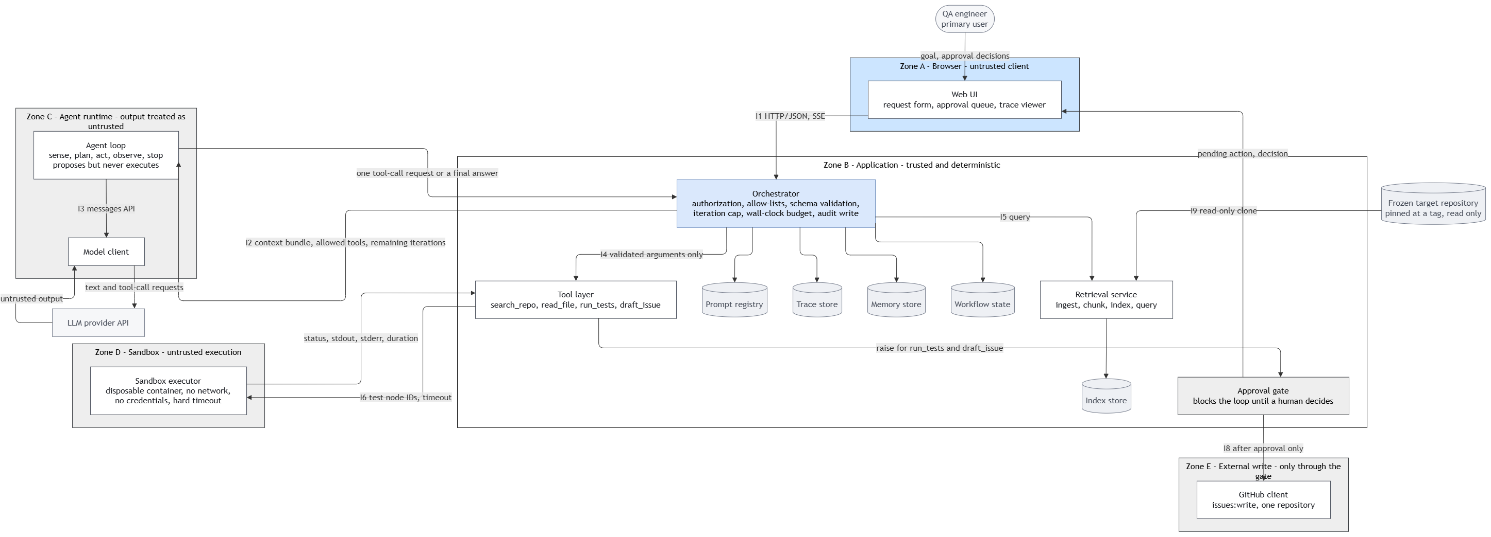 QA engineer
primary user
goal, approval decisions
Zone A - Browser - untrusted client
Web UI
request form, approval queue, trace viewer
I1 HTTP/JSON, SSE
Zone C - Agent runtime - output treated as
untrusted
Agent loop
sense, plan, act, observe, stop
proposes but never executes
pending action, decision
Zone B - Application - trusted and deterministic
one tool-call request or a final answer
Orchestrator
authorization, allow lists, schema validation,
iteration cap, wall-clock budget, audit write
Frozen target repository
pinned at a tag, read only
I3 messages API
I5 query
I9 read-only clone
I2 context bundle, allowed tools, remaining iterations
Model client
I4 validated arguments only
text and tool-call requests
untrusted output
Tool layer
search_repo, read_file, run_tests, draft_issue
Prompt registry
Trace store
Memory store
Workflow state
Retrieval service
ingest, chunk, index, query
LLM provider API
status, stdout, stderr, duration
raise for run_tests and draft_issue
Zone D - Sandbox - untrusted execution
Sandbox executor
disposable container, no network,
no credentials, hard timeout
I6 test node IDs, timeout
Index store
Approval gate
blocks the loop until a human decides
I8 after approval only
Zone E - External write - only through the
gate
GitHub client
issues:write, one repository